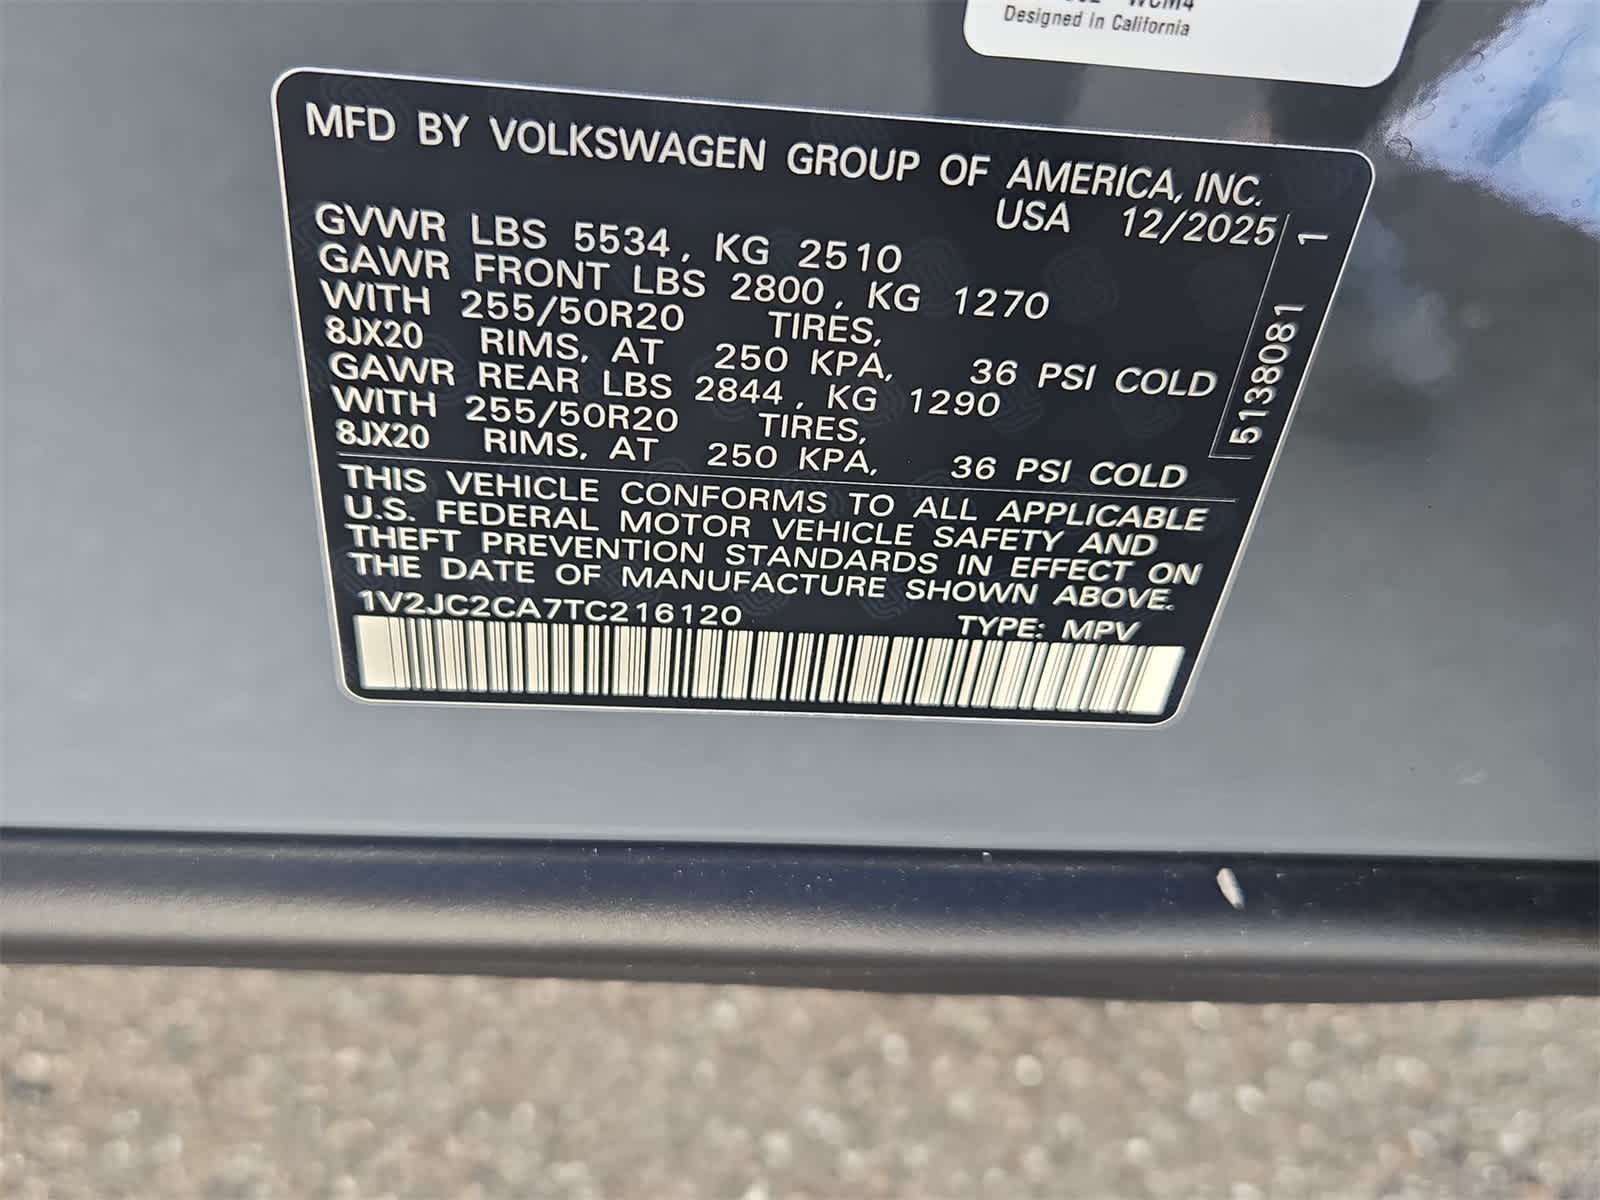 WCM4
Designed in California
MFD BY VOLKSWAGEN GROUP OF AMERICA, INC.
USA 12/2025
GVWR LBS 5534, KG 2510
GAWR FRONT LBS 2800, KG 1270
WITH 255/50R20 TIRES,
8JX20 RIMS, AT 250 KPA, 36 PSI COLD
GAWR REAR LBS 2844, KG 1290
WITH 255/50R20 TIRES,
8JX20 RIMS, AT 250 KPA, 36 PSI COLD
5138081 1
THIS VEHICLE CONFORMS TO ALL APPLICABLE
U.S. FEDERAL MOTOR VEHICLE SAFETY AND
THEFT PREVENTION STANDARDS IN EFFECT ON
THE DATE OF MANUFACTURE SHOWN ABOVE.
1V2JC2CA7TC216120 TYPE: MPV